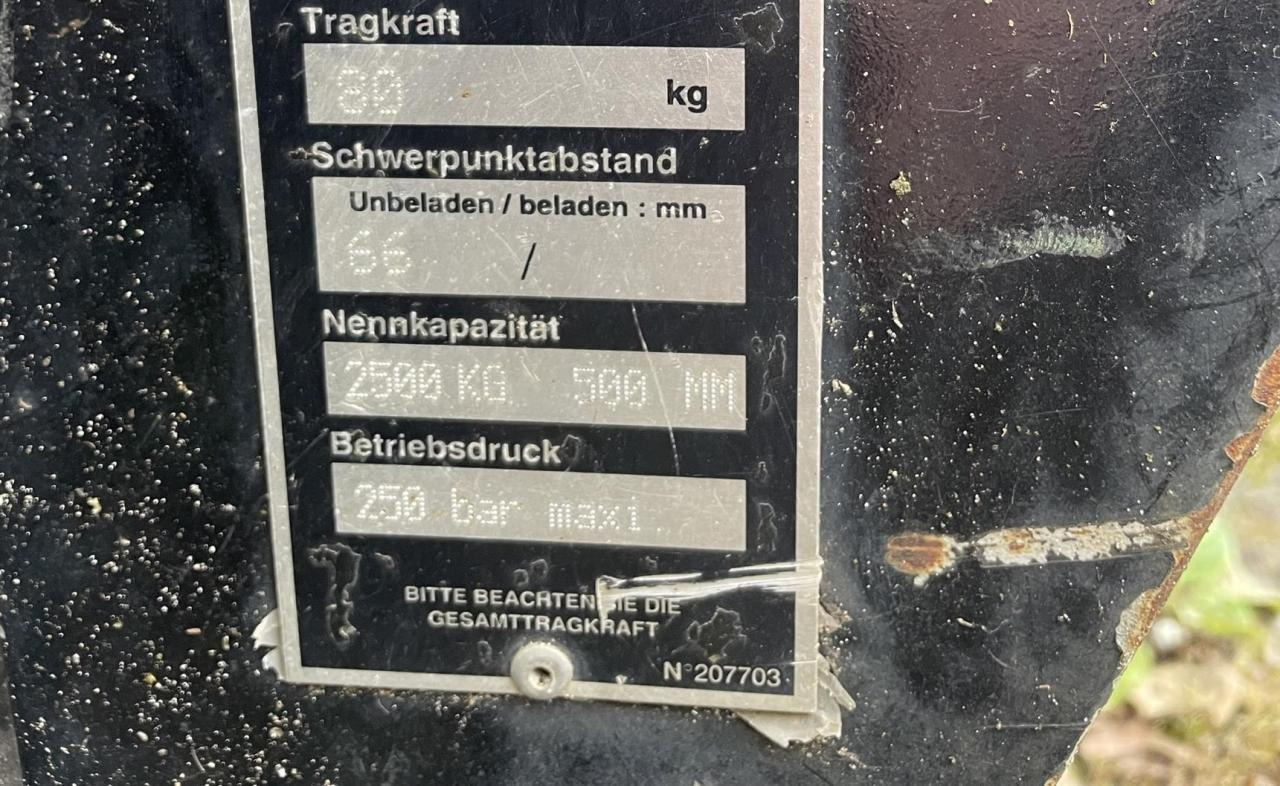 Tragkraft
80 kg
Schwerpunktabstand
Unbeladen / beladen : mm
66 /
Nennkapazität
2500 KG 500 MM
Betriebsdruck
250 bar maxi
BITTE BEACHTEN SIE DIE
GESAMTTRAGKRAFT
N°207703